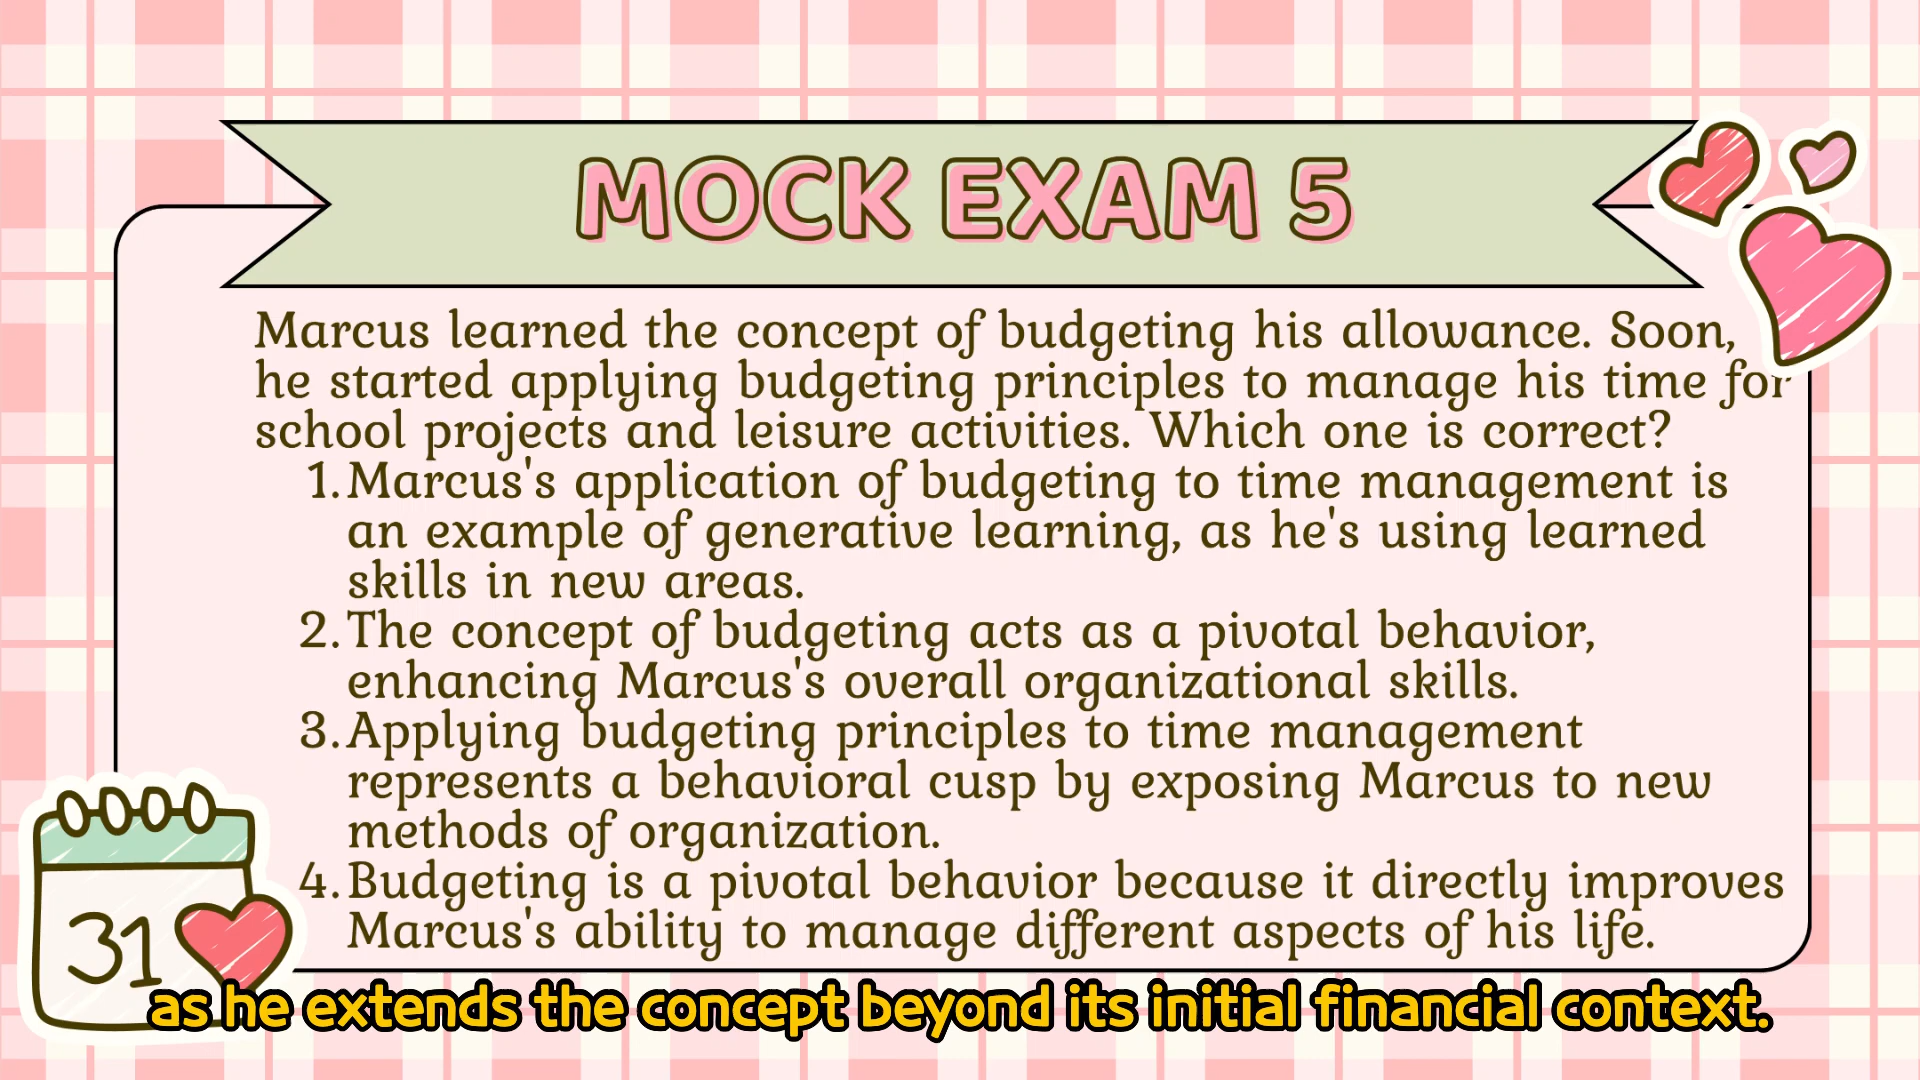 MOCK EXAM 5
Marcus learned the concept of budgeting his allowance. Soon,
he started applying budgeting principles to manage his time for
school projects and leisure activities. Which one is correct?
1. Marcus's application of budgeting to time management is
an example of generative learning, as he's using learned
skills in new areas.
2. The concept of budgeting acts as a pivotal behavior,
enhancing Marcus's overall organizational skills.
3. Applying budgeting principles to time management
represents a behavioral cusp by exposing Marcus to new
methods of organization.
4. Budgeting is a pivotal behavior because it directly improves
Marcus's ability to manage different aspects of his life.
31
as he extends the concept beyond its initial financial context.